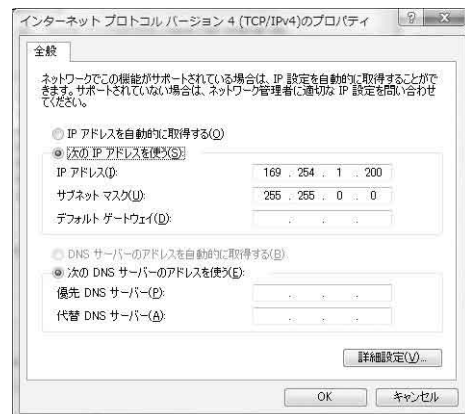 インターネット プロトコル バージョン 4 (TCP/IPv4)のプロパティ
全般
ネットワークでこの機能がサポートされている場合は、IP 設定を自動的に取得することがで
きます。サポートされていない場合は、ネットワーク管理者に適切な IP 設定を問い合わせ
てください。
IP アドレスを自動的に取得する(O)
次の IP アドレスを使う(S):
IP アドレス(I): 169 . 254 . 1 . 200
サブネット マスク(U): 255 . 255 . 0 . 0
デフォルト ゲートウェイ(D): . . .
DNS サーバーのアドレスを自動的に取得する(B)
次の DNS サーバーのアドレスを使う(E):
優先 DNS サーバー(P): . . .
代替 DNS サーバー(A): . . .
詳細設定(V)...
OK キャンセル